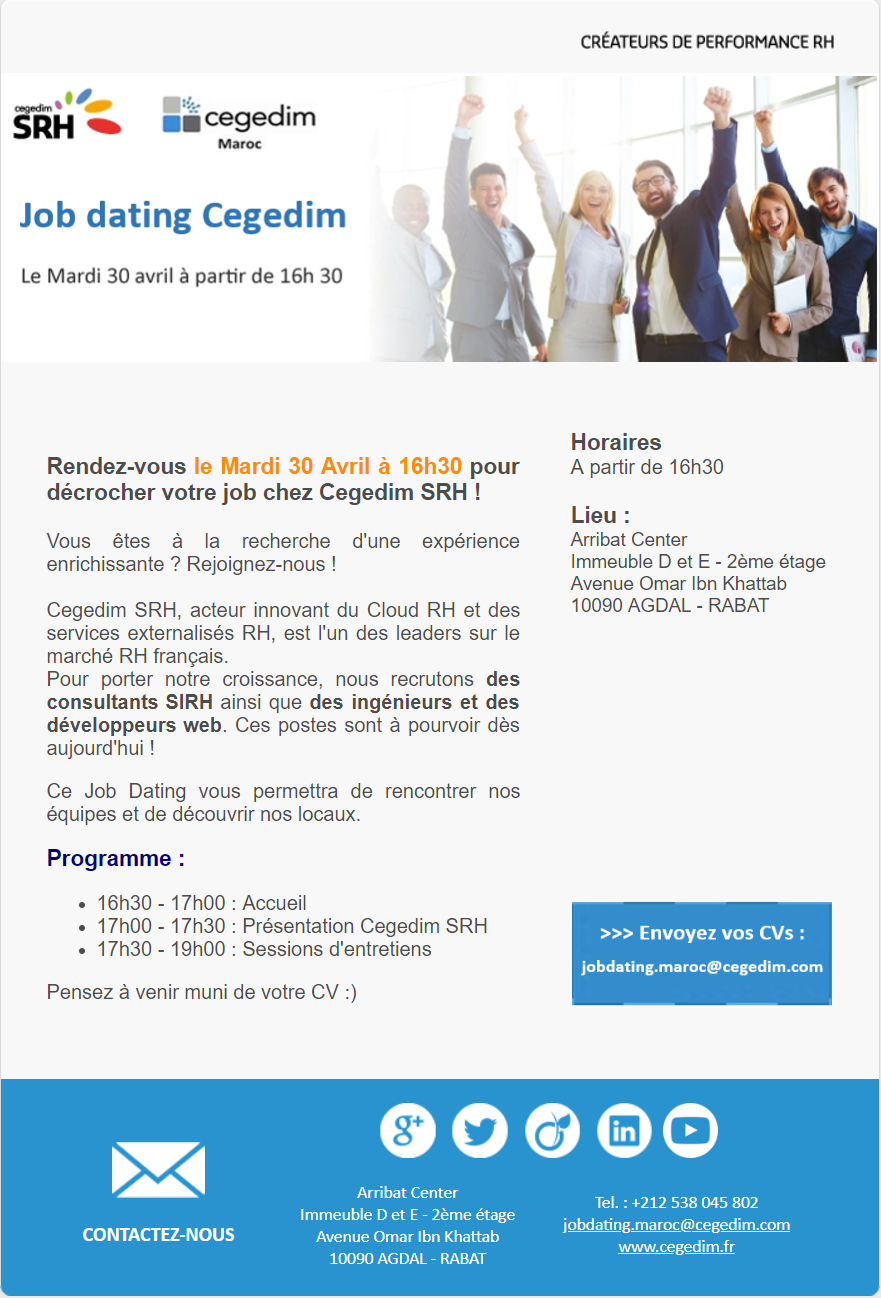 CRÉATEURS DE PERFORMANCE RH
cegedim
SRH
cegedim
Maroc
Job dating Cegedim
Le Mardi 30 avril à partir de 16h 30
Rendez-vous le Mardi 30 Avril à 16h30 pour
décrocher votre job chez Cegedim SRH !
Vous êtes à la recherche d'une expérience
enrichissante ? Rejoignez-nous !
Cegedim SRH, acteur innovant du Cloud RH et des
services externalisés RH, est l'un des leaders sur le
marché RH français.
Pour porter notre croissance, nous recrutons des
consultants SIRH ainsi que des ingénieurs et des
développeurs web. Ces postes sont à pourvoir dès
aujourd'hui !
Ce Job Dating vous permettra de rencontrer nos
équipes et de découvrir nos locaux.
Programme :
• 16h30 - 17h00 : Accueil
• 17h00 - 17h30 : Présentation Cegedim SRH
• 17h30 - 19h00 : Sessions d'entretiens
Pensez à venir muni de votre CV :)
Horaires
A partir de 16h30
Lieu :
Arribat Center
Immeuble D et E - 2ème étage
Avenue Omar Ibn Khattab
10090 AGDAL - RABAT
>>> Envoyez vos CVs :
jobdating.maroc@cegedim.com
CONTACTEZ-NOUS
g+
in
Arribat Center
Immeuble D et E - 2ème étage
Avenue Omar Ibn Khattab
10090 AGDAL - RABAT
Tel. : +212 538 045 802
jobdating.maroc@cegedim.com
www.cegedim.fr